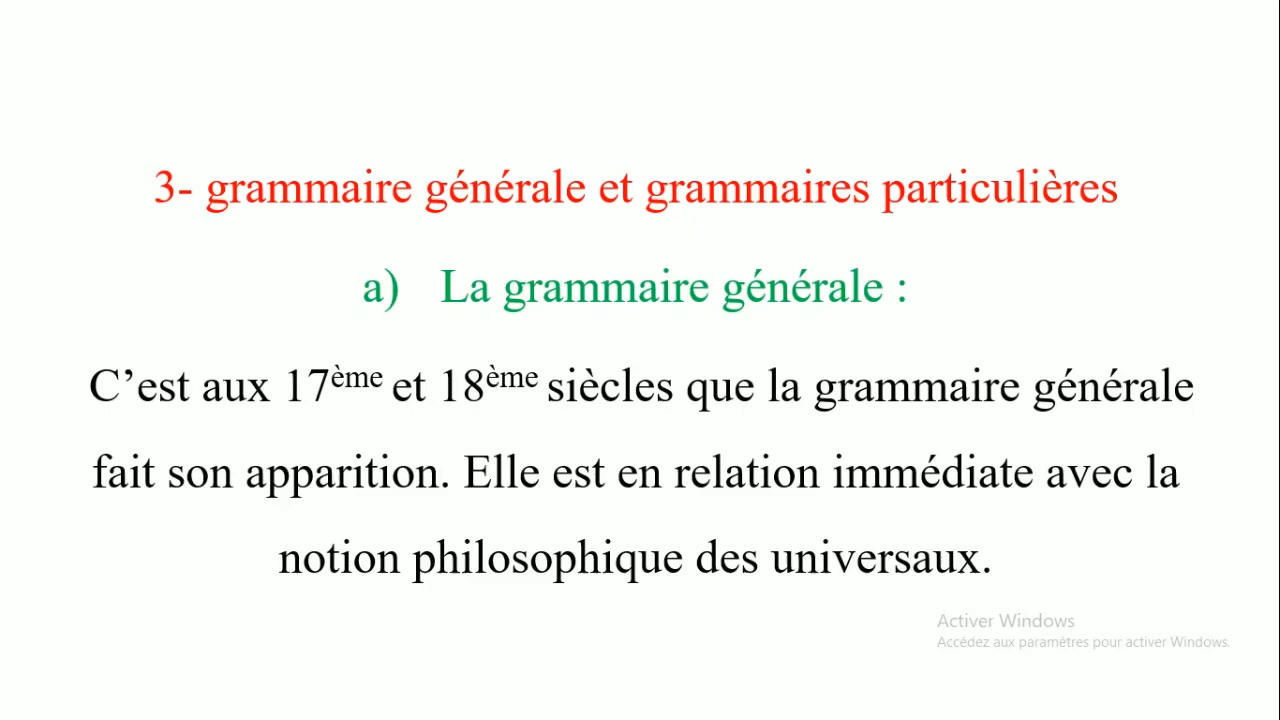 3- grammaire générale et grammaires particulières
a) La grammaire générale :
C’est aux 17ème et 18ème siècles que la grammaire générale
fait son apparition. Elle est en relation immédiate avec la
notion philosophique des universaux.
Activer Windows
Accédez aux paramètres pour activer Windows.